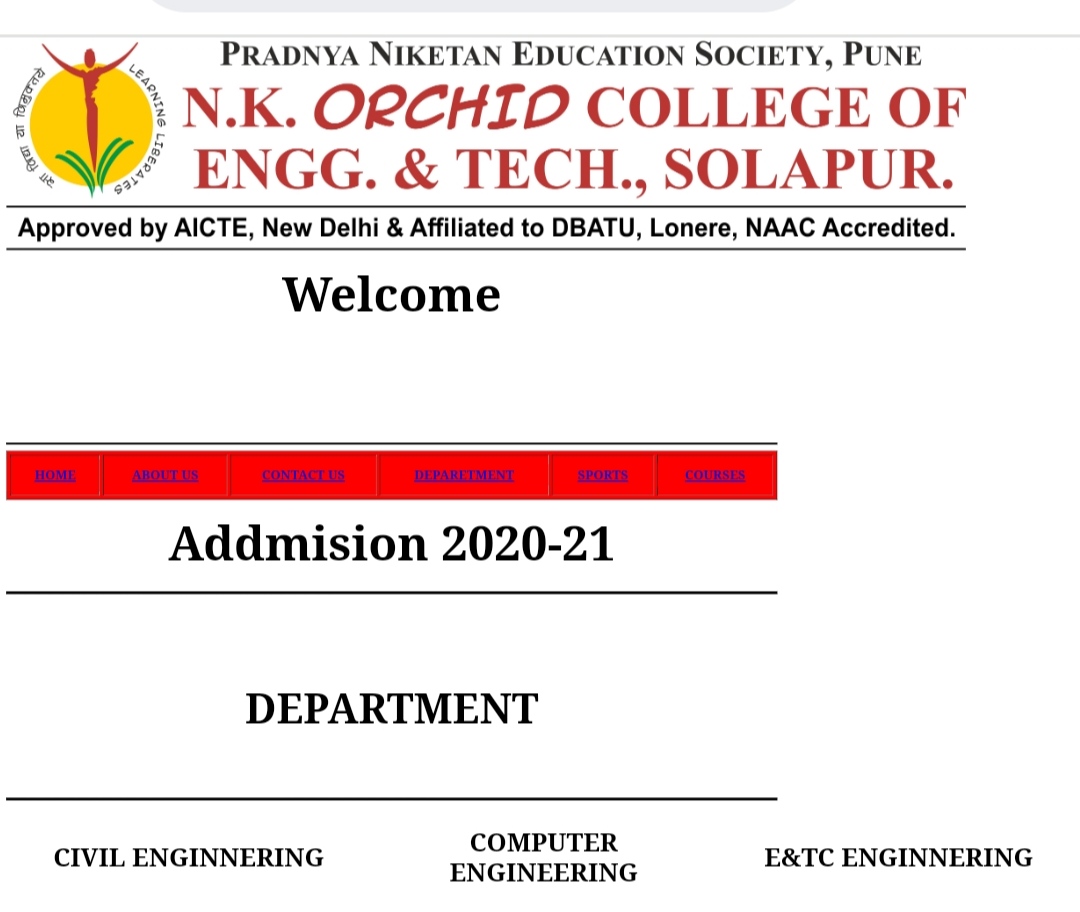 PRADNYA NIKETAN EDUCATION SOCIETY, PUNE
N.K. ORCHID COLLEGE OF
ENGG. & TECH., SOLAPUR.
सा विद्या या विमुक्तये
LEARNING LIBERATES
Approved by AICTE, New Delhi & Affiliated to DBATU, Lonere, NAAC Accredited.
Welcome
HOME ABOUT US CONTACT US DEPARETMENT SPORTS COURSES
Addmision 2020-21
DEPARTMENT
CIVIL ENGINNERING COMPUTER ENGINEERING E&TC ENGINNERING